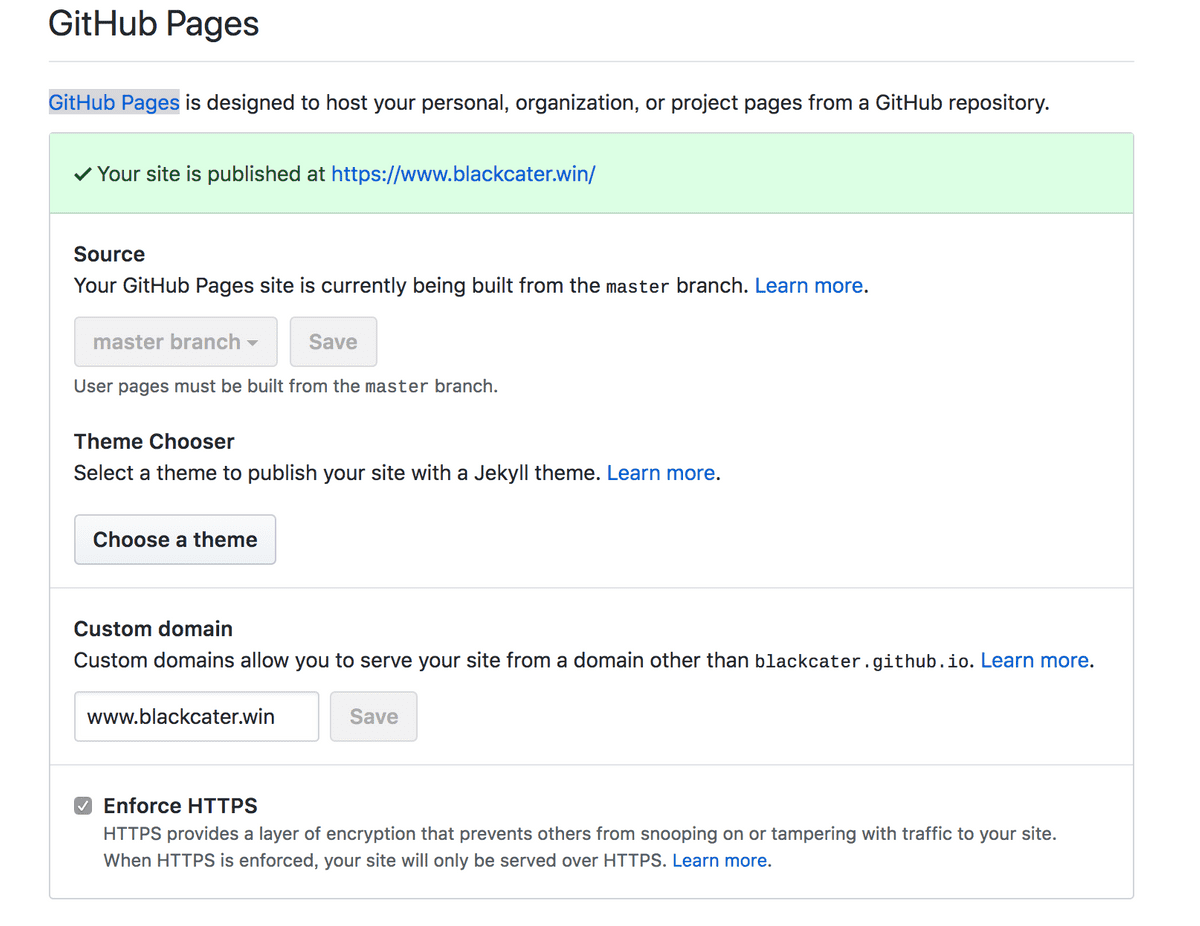 GitHub Pages
GitHub Pages is designed to host your personal, organization, or project pages from a GitHub repository.
Your site is published at https://www.blackcater.win/
Source
Your GitHub Pages site is currently being built from the master branch. Learn more.
master branch
Save
User pages must be built from the master branch.
Theme Chooser
Select a theme to publish your site with a Jekyll theme. Learn more.
Choose a theme
Custom domain
Custom domains allow you to serve your site from a domain other than blackcater.github.io. Learn more.
www.blackcater.win
Save
Enforce HTTPS
HTTPS provides a layer of encryption that prevents others from snooping on or tampering with traffic to your site.
When HTTPS is enforced, your site will only be served over HTTPS. Learn more.